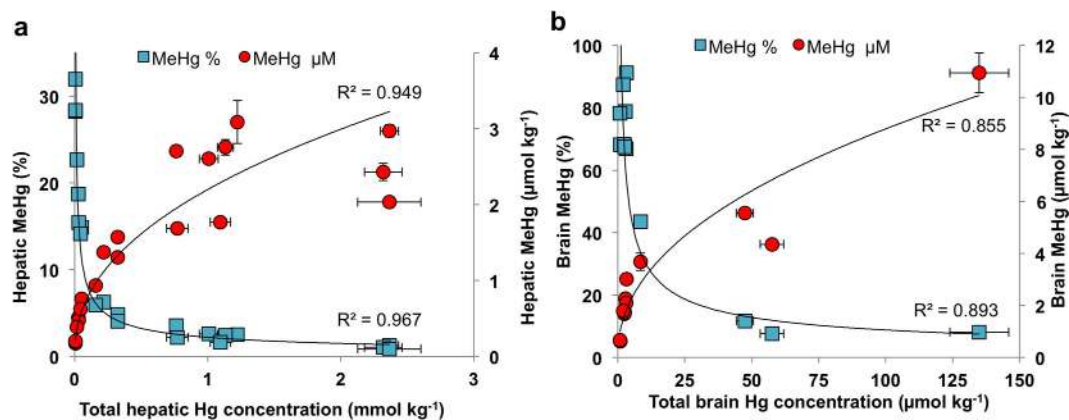 a
MeHg % MeHg µM
Hepatic MeHg (%)
30
20
10
0
R² = 0.949
R² = 0.967
4
3
2
1
0
Hepatic MeHg (µmol kg⁻¹)
0 1 2 3
Total hepatic Hg concentration (mmol kg⁻¹)
b
MeHg % MeHg µM
Brain MeHg (%)
100
80
60
40
20
0
R² = 0.855
R² = 0.893
12
10
8
6
4
2
0
Brain MeHg (µmol kg⁻¹)
0 25 50 75 100 125 150
Total brain Hg concentration (µmol kg⁻¹)